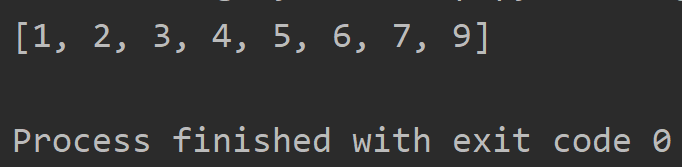 [1, 2, 3, 4, 5, 6, 7, 9]
Process finished with exit code 0